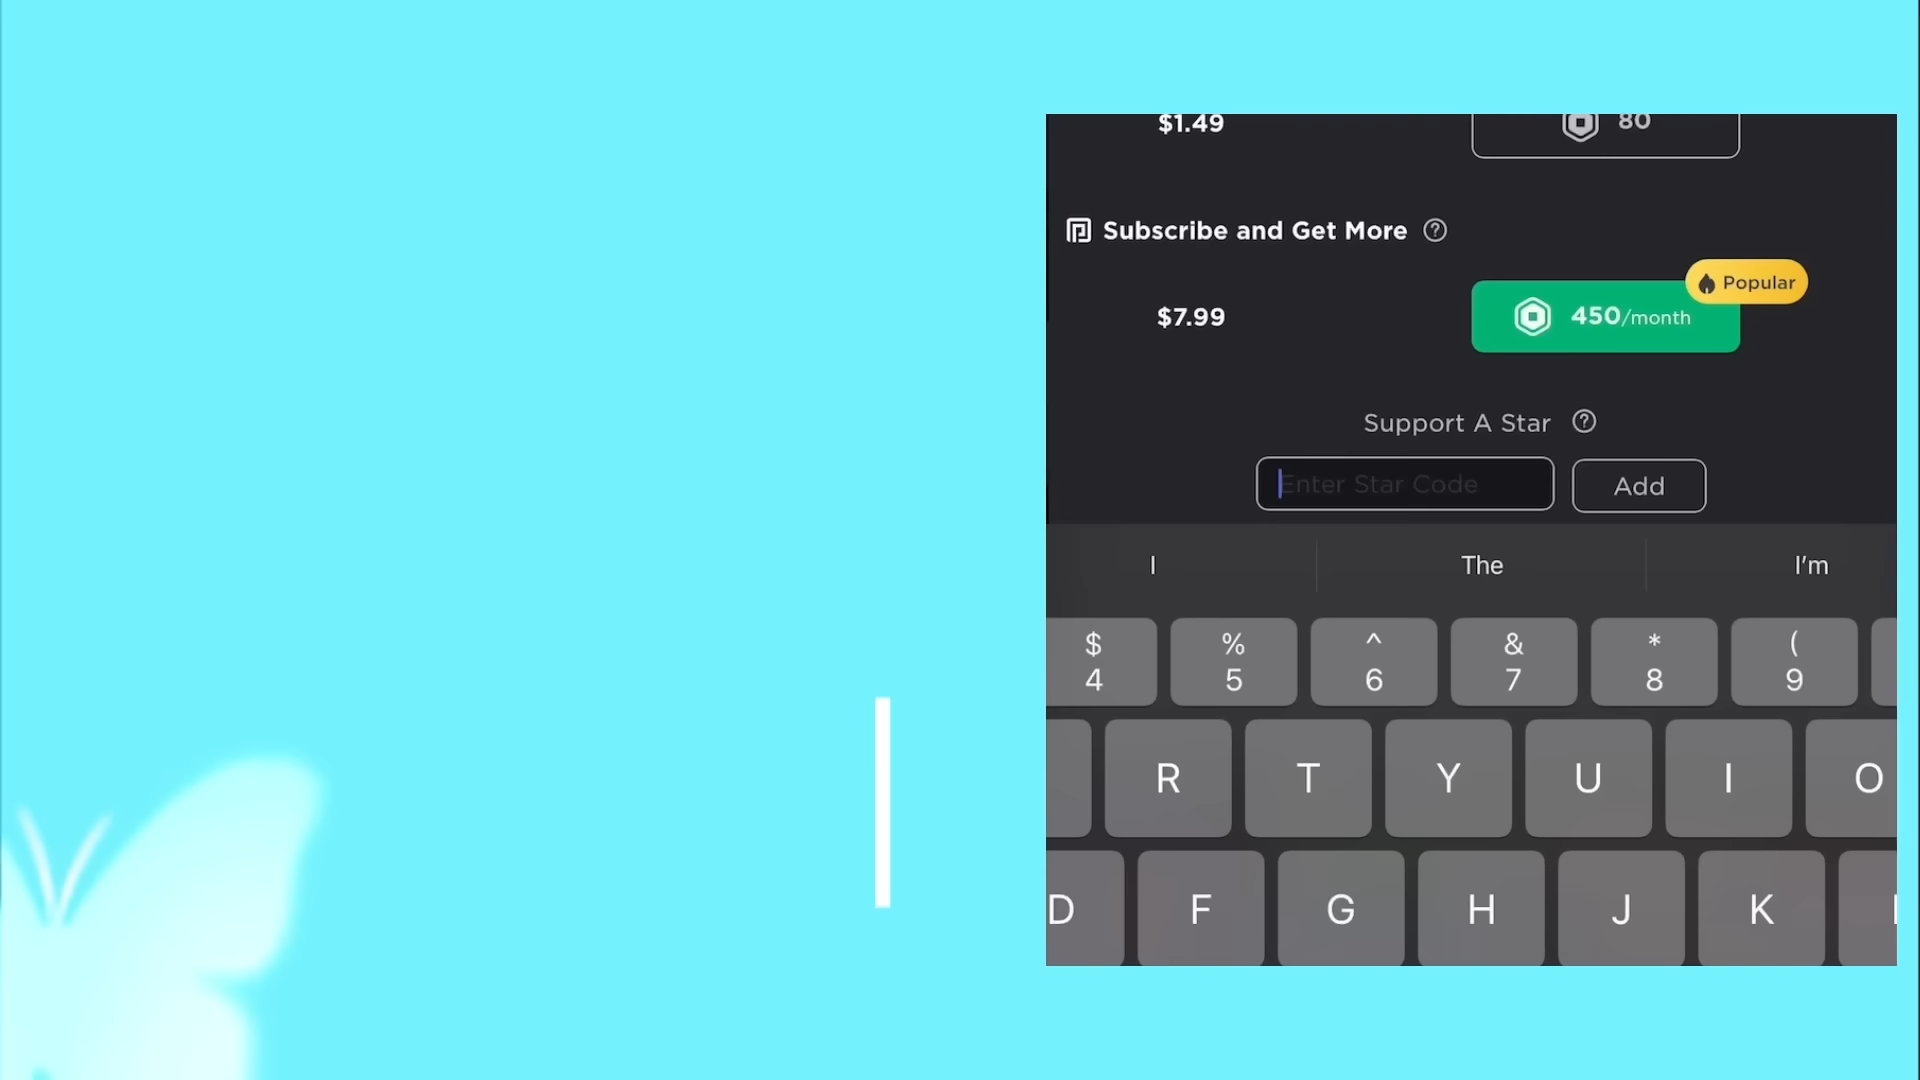 $1.49 80
Subscribe and Get More ?
Popular
$7.99 450/month
Support A Star ?
Enter Star Code Add
I The I'm
$ % ^ & * (
4 5 6 7 8 9
R T Y U I O
D F G H J K